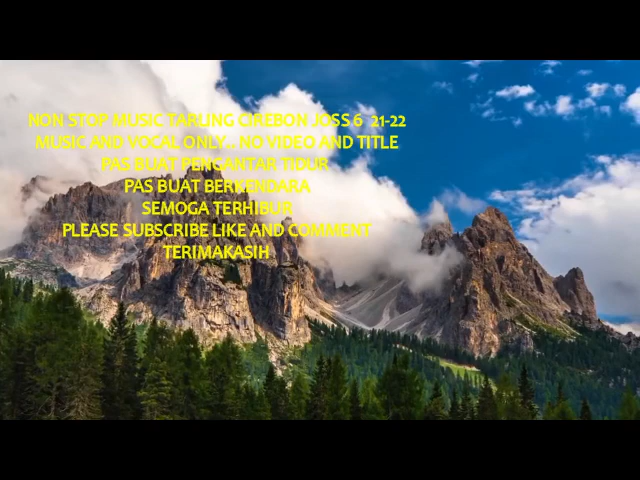 NON STOP MUSIC TARLING CIREBON JOSS 6 21-22
MUSIC AND VOCAL ONLY.. NO VIDEO AND TITLE
PAS BUAT PENGANTAR TIDUR
PAS BUAT BERKENDARA
SEMOGA TERHIBUR
PLEASE SUBSCRIBE LIKE AND COMMENT
TERIMAKASIH